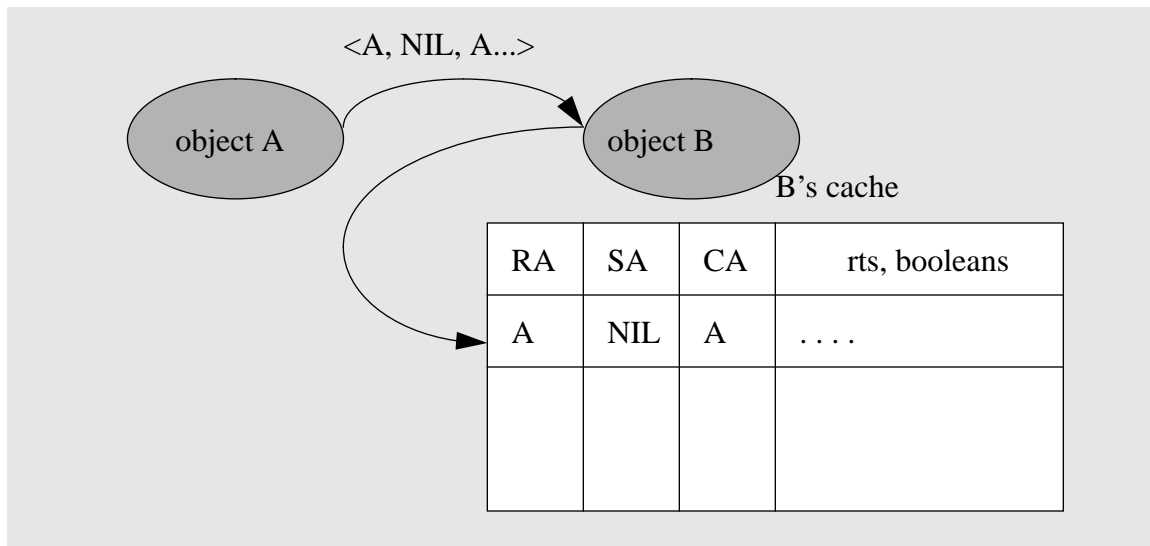 <A, NIL, A...>
object A
object B
B’s cache
RA SA CA rts, booleans
A NIL A . . . .